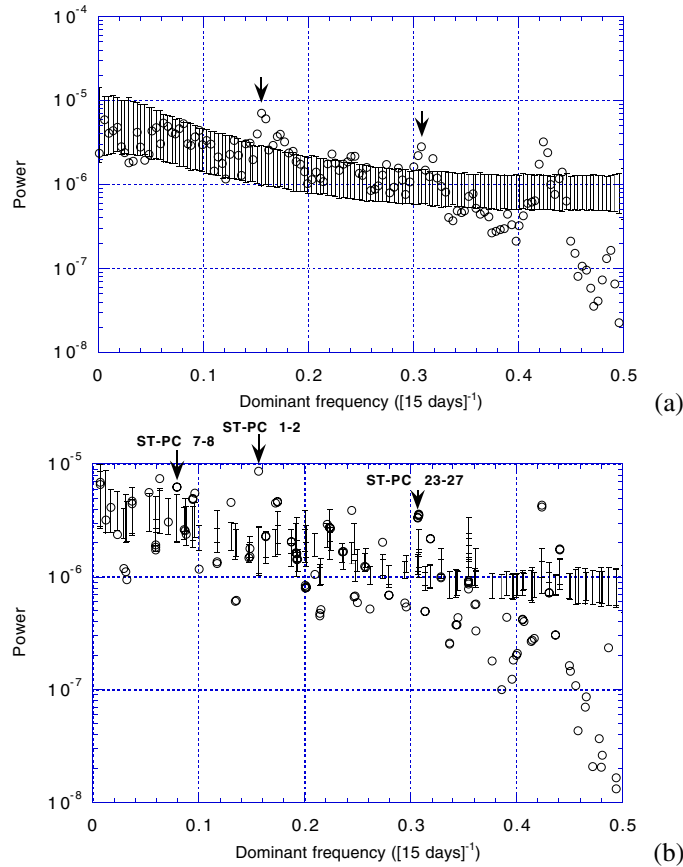 10⁻⁴
10⁻⁵
10⁻⁶
10⁻⁷
10⁻⁸
Power
0 0.1 0.2 0.3 0.4 0.5
Dominant frequency ([15 days]⁻¹)
(a)
ST-PC 7-8
ST-PC 1-2
ST-PC 23-27
10⁻⁵
10⁻⁶
10⁻⁷
10⁻⁸
Power
0 0.1 0.2 0.3 0.4 0.5
Dominant frequency ([15 days]⁻¹)
(b)